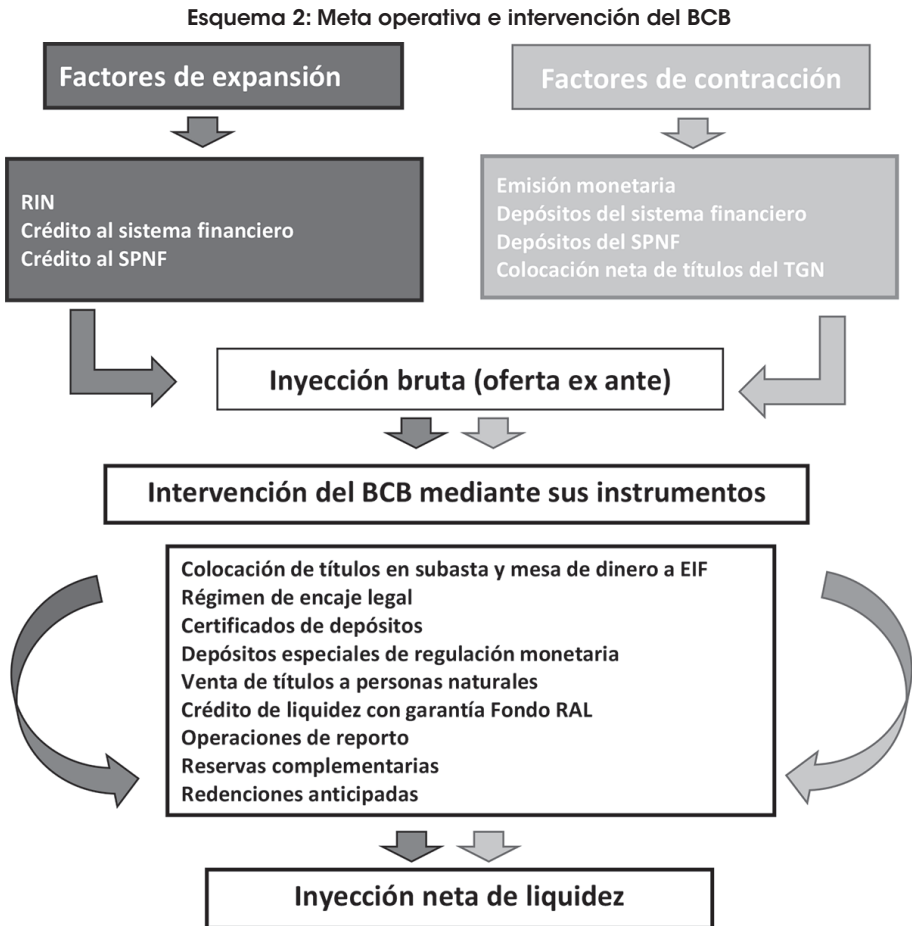 Esquema 2: Meta operativa e intervención del BCB
Factores de expansión
Factores de contracción
RIN
Crédito al sistema financiero
Crédito al SPNF
Emisión monetaria
Depósitos del sistema financiero
Depósitos del SPNF
Colocación neta de títulos del TGN
Inyección bruta (oferta ex ante)
Intervención del BCB mediante sus instrumentos
Colocación de títulos en subasta y mesa de dinero a EIF
Régimen de encaje legal
Certificados de depósitos
Depósitos especiales de regulación monetaria
Venta de títulos a personas naturales
Crédito de liquidez con garantía Fondo RAL
Operaciones de reporto
Reservas complementarias
Redenciones anticipadas
Inyección neta de liquidez